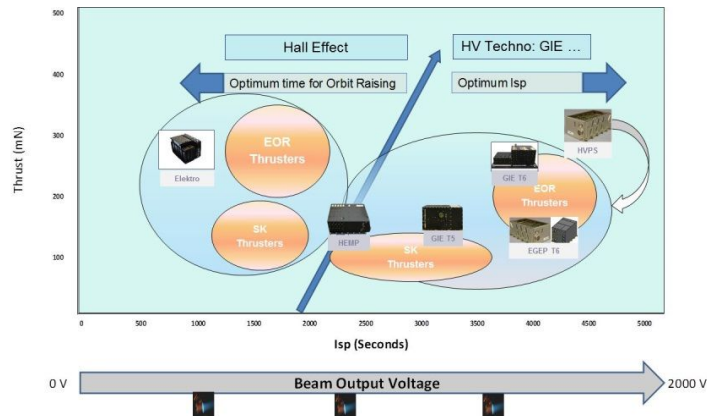 500
Hall Effect
HV Techno: GIE ...
400
Optimum time for Orbit Raising
Optimum Isp
Thrust (mN)
300
EOR
Thrusters
Elektro
HVPS
GIE T6
EOR
Thrusters
200
SK
Thrusters
HEMP
GIE T5
EGEP T6
SK
Thrusters
100
0 500 1000 1500 2000 2500 3000 3500 4000 4500 5000
Isp (Seconds)
0 V
Beam Output Voltage
2000 V